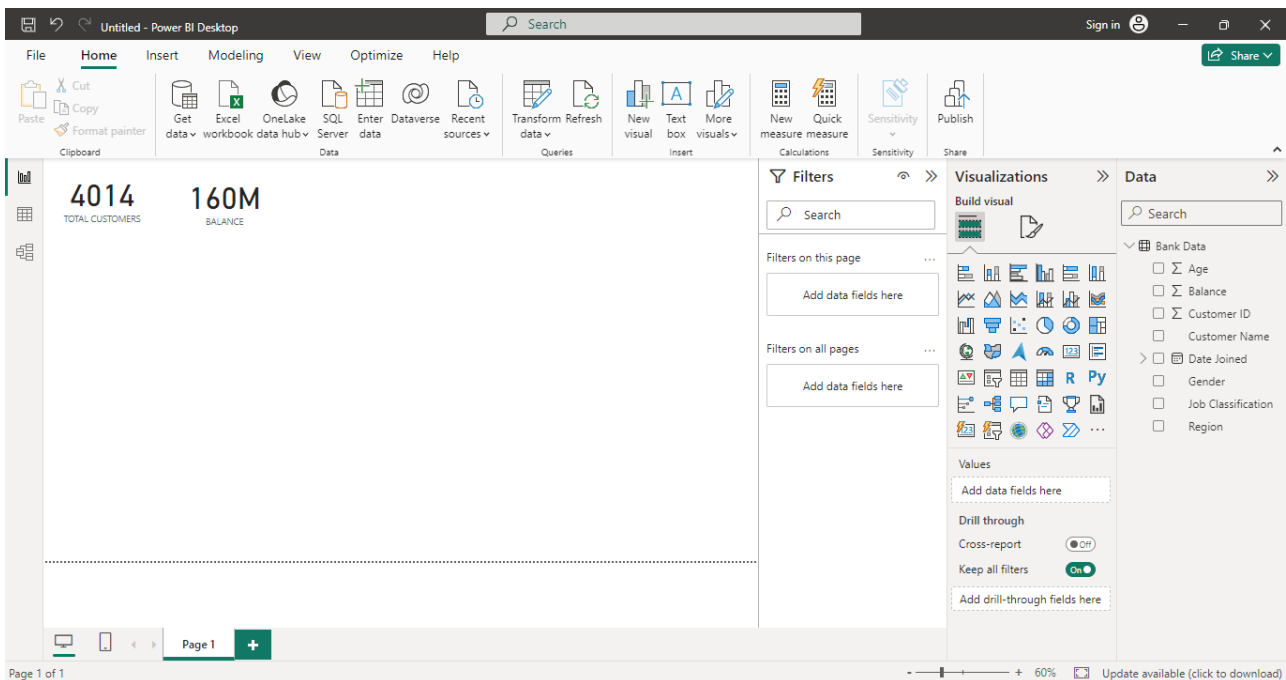 Untitled - Power BI Desktop
Search
Sign in
File Home Insert Modeling View Optimize Help
Share
Paste
Cut
Copy
Format painter
Clipboard
Get data
Excel workbook
OneLake data hub
SQL Server
Enter data
Dataverse
Recent sources
Data
Transform data
Refresh
Queries
New visual
Text box
More visuals
Insert
New measure
Quick measure
Calculations
Sensitivity
Sensitivity
Publish
Share
4014
TOTAL CUSTOMERS
160M
BALANCE
Filters
Search
Filters on this page
Add data fields here
Filters on all pages
Add data fields here
Visualizations
Build visual
123
R
Py
123
Values
Add data fields here
Drill through
Cross-report
Off
Keep all filters
On
Add drill-through fields here
Data
Search
Bank Data
Age
Balance
Customer ID
Customer Name
Date Joined
Gender
Job Classification
Region
Page 1
Page 1 of 1
60%
Update available (click to download)